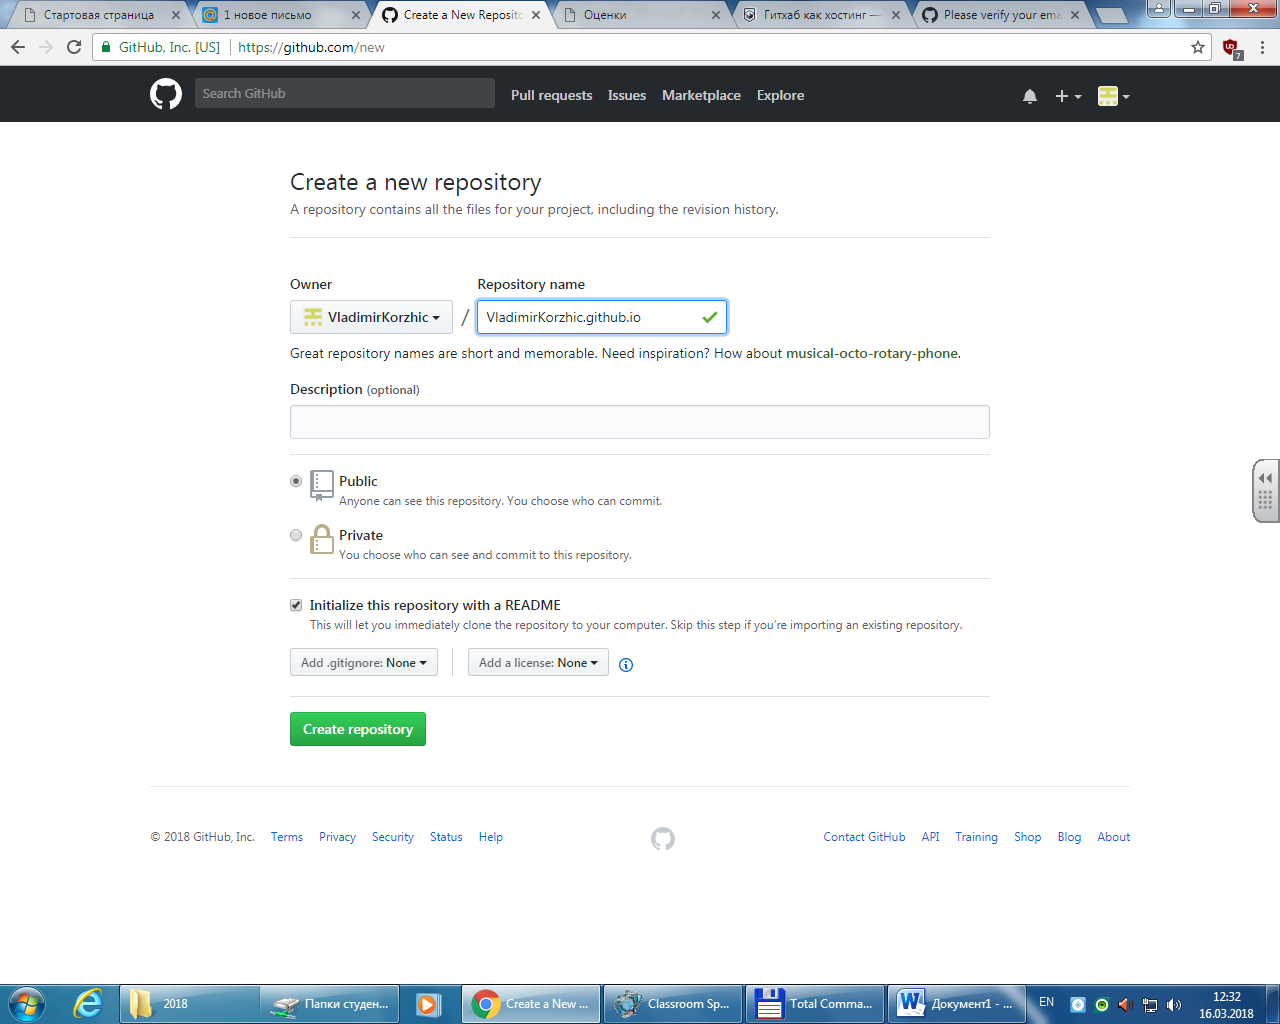 Стартовая страница
1 новое письмо
Create a New Reposito
Оценки
Гитхаб как хостинг —
Please verify your ema
GitHub, Inc. [US] https://github.com/new
7
Search GitHub
Pull requests Issues Marketplace Explore
Create a new repository
A repository contains all the files for your project, including the revision history.
Owner
Repository name
VladimirKorzhic / VladimirKorzhic.github.io
Great repository names are short and memorable. Need inspiration? How about musical-octo-rotary-phone.
Description (optional)
Public
Anyone can see this repository. You choose who can commit.
Private
You choose who can see and commit to this repository.
Initialize this repository with a README
This will let you immediately clone the repository to your computer. Skip this step if you’re importing an existing repository.
Add .gitignore: None
Add a license: None
Create repository
© 2018 GitHub, Inc. Terms Privacy Security Status Help
Contact GitHub API Training Shop Blog About
2018
Папки студен...
Create a New ...
Classroom Sp...
Total Comma...
Документ1 - ...
EN
12:32
16.03.2018